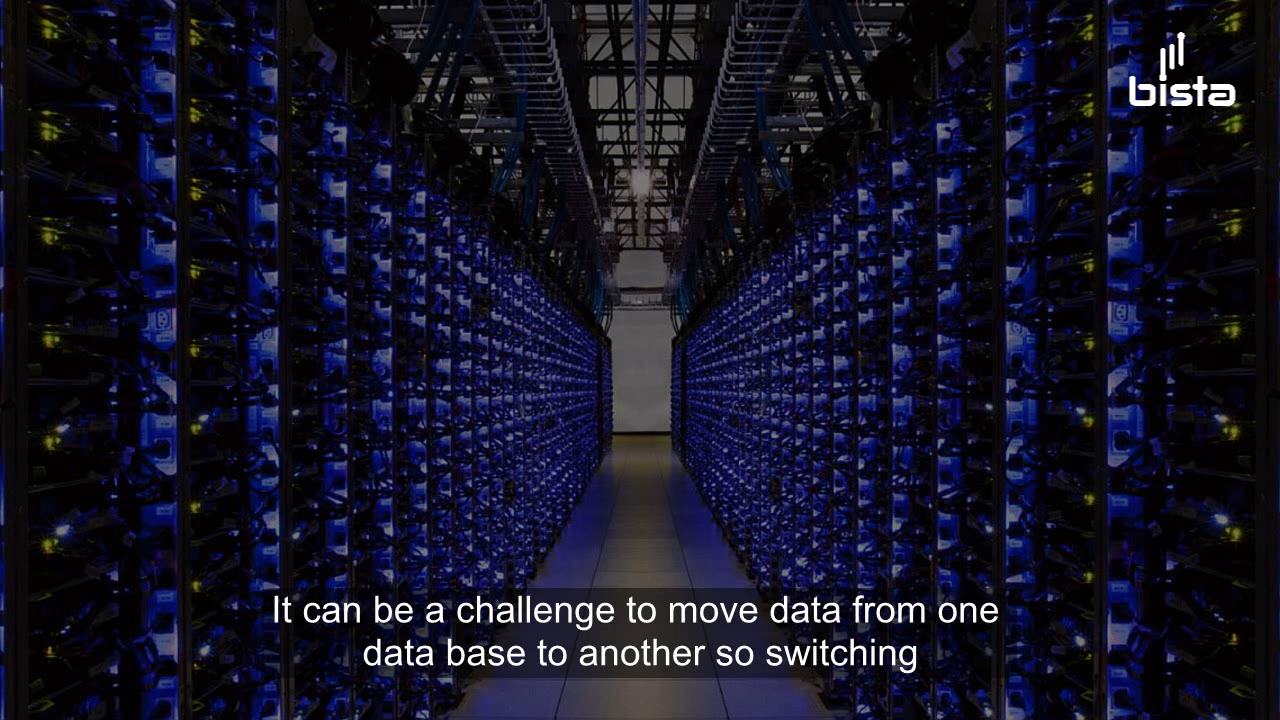 bista
It can be a challenge to move data from one
data base to another so switching